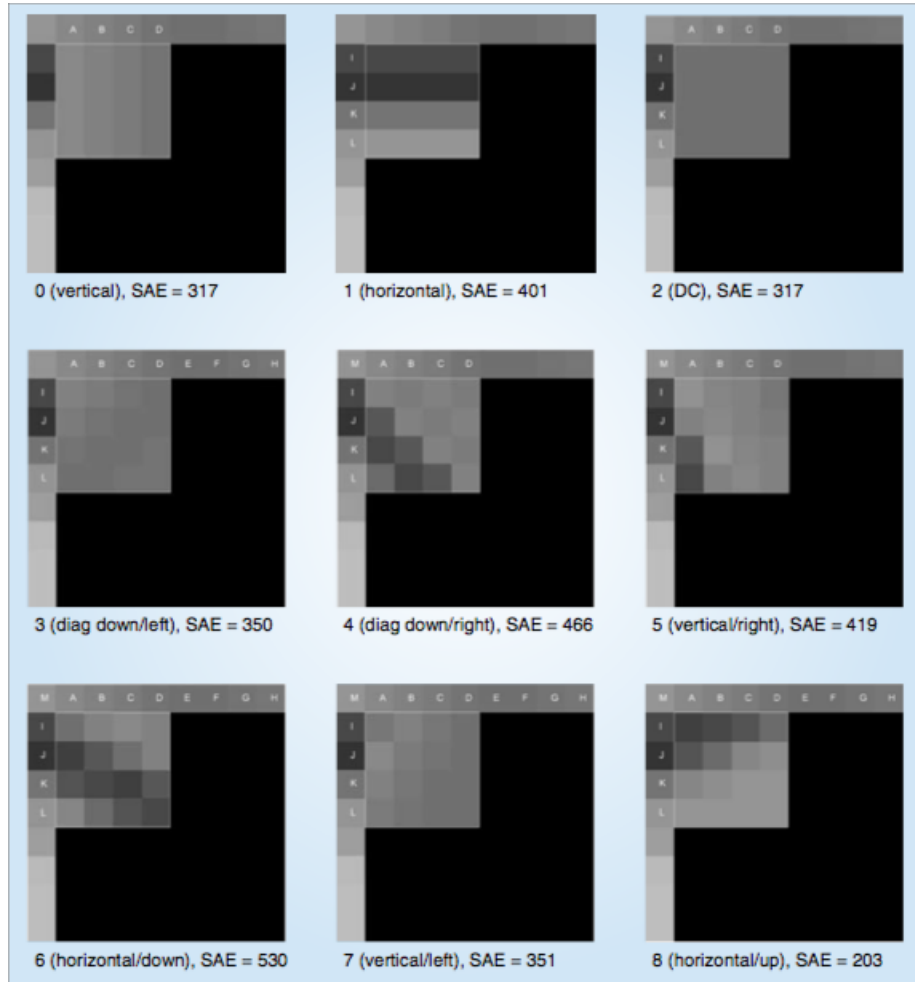 A B C D
I
J
K
L
A B C D
I
J
K
L
0 (vertical), SAE = 317
1 (horizontal), SAE = 401
2 (DC), SAE = 317
A B C D E F G H
I
J
K
L
M A B C D
I
J
K
L
M A B C D
I
J
K
L
3 (diag down/left), SAE = 350
4 (diag down/right), SAE = 466
5 (vertical/right), SAE = 419
M A B C D E F G H
I
J
K
L
A B C D E F G H
A B C D E F G H
I
J
K
L
6 (horizontal/down), SAE = 530
7 (vertical/left), SAE = 351
8 (horizontal/up), SAE = 203